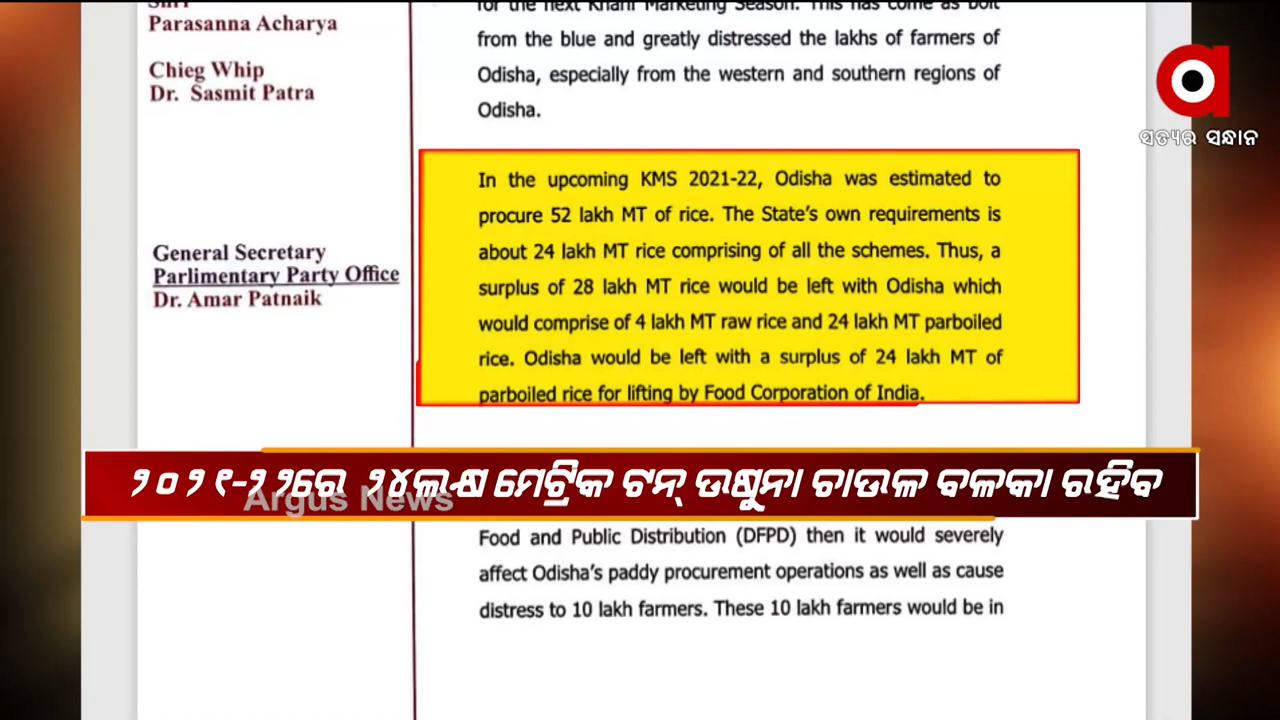 Parasanna Acharya
Chieg Whip
Dr. Sasmit Patra
General Secretary
Parlimentary Party Office
Dr. Amar Patnaik
for the next Kharif Marketing Season. This has come as bolt
from the blue and greatly distressed the lakhs of farmers of
Odisha, especially from the western and southern regions of
Odisha.
In the upcoming KMS 2021-22, Odisha was estimated to
procure 52 lakh MT of rice. The State's own requirements is
about 24 lakh MT rice comprising of all the schemes. Thus, a
surplus of 28 lakh MT rice would be left with Odisha which
would comprise of 4 lakh MT raw rice and 24 lakh MT parboiled
rice. Odisha would be left with a surplus of 24 lakh MT of
parboiled rice for lifting by Food Corporation of India.
ସତ୍ୟର ସନ୍ଧାନ
୨୦୨୧-୨୨ରେ ୨୪ଲକ୍ଷ ମେଟ୍ରିକ ଟନ୍ ଉଷୁନା ଚାଉଳ ବଳକା ରହିବ
Argus News
Food and Public Distribution (DFPD) then it would severely
affect Odisha's paddy procurement operations as well as cause
distress to 10 lakh farmers. These 10 lakh farmers would be in